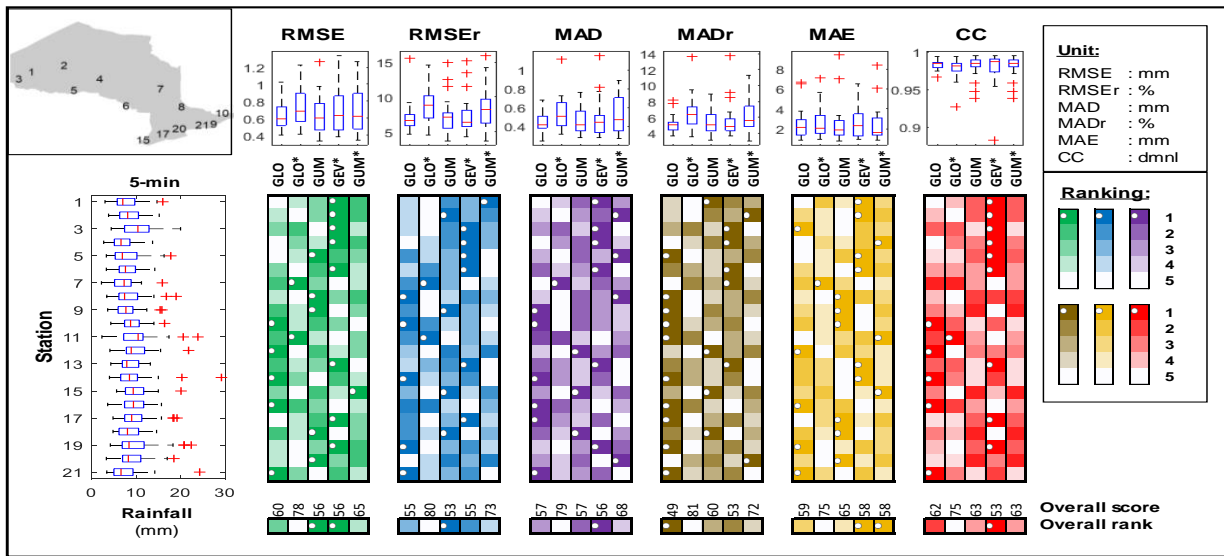 RMSE RMSEr MAD MADr MAE CC
1 2 3 4 5 6 7 8 10 15 17 20 2 19
1.2 1 0.8 0.6 0.4
15 10 5
1 0.8 0.6 0.4
14 12 10 8 6 4
8 6 4 2
1 0.95 0.9
Unit:
RMSE : mm
RMSEr : %
MAD : mm
MADr : %
MAE : mm
CC : dmnl
GLO GLO* GUM GEV* GUM*
GLO GLO* GUM GEV* GUM*
GLO GLO* GUM GEV* GUM*
GLO GLO* GUM GEV* GUM*
GLO GLO* GUM GEV* GUM*
GLO GLO* GUM GEV* GUM*
5-min
Station
1
3
5
7
9
11
13
15
17
19
21
0 10 20 30
Rainfall
(mm)
Ranking:
1
2
3
4
5
1
2
3
4
5
60 78 56 56 65
55 80 53 55 73
57 79 57 56 68
49 81 60 53 72
59 75 65 58 58
62 75 63 53 63
Overall score
Overall rank